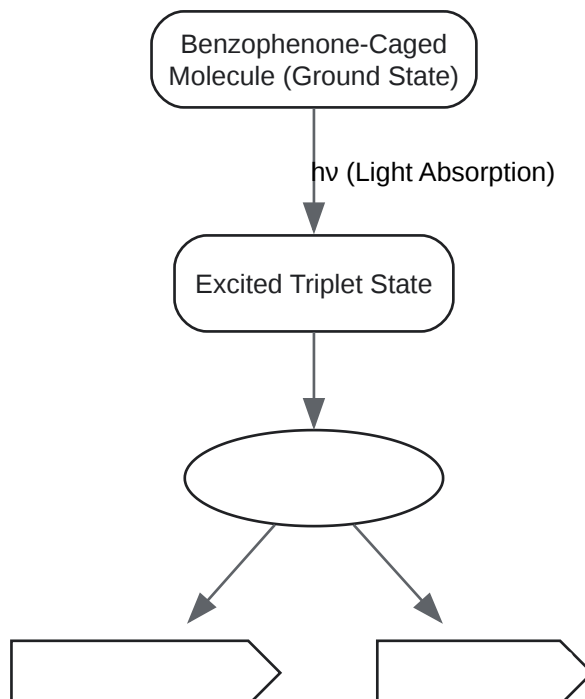 Benzophenone-Caged
Molecule (Ground State)
hν (Light Absorption)
Excited Triplet State